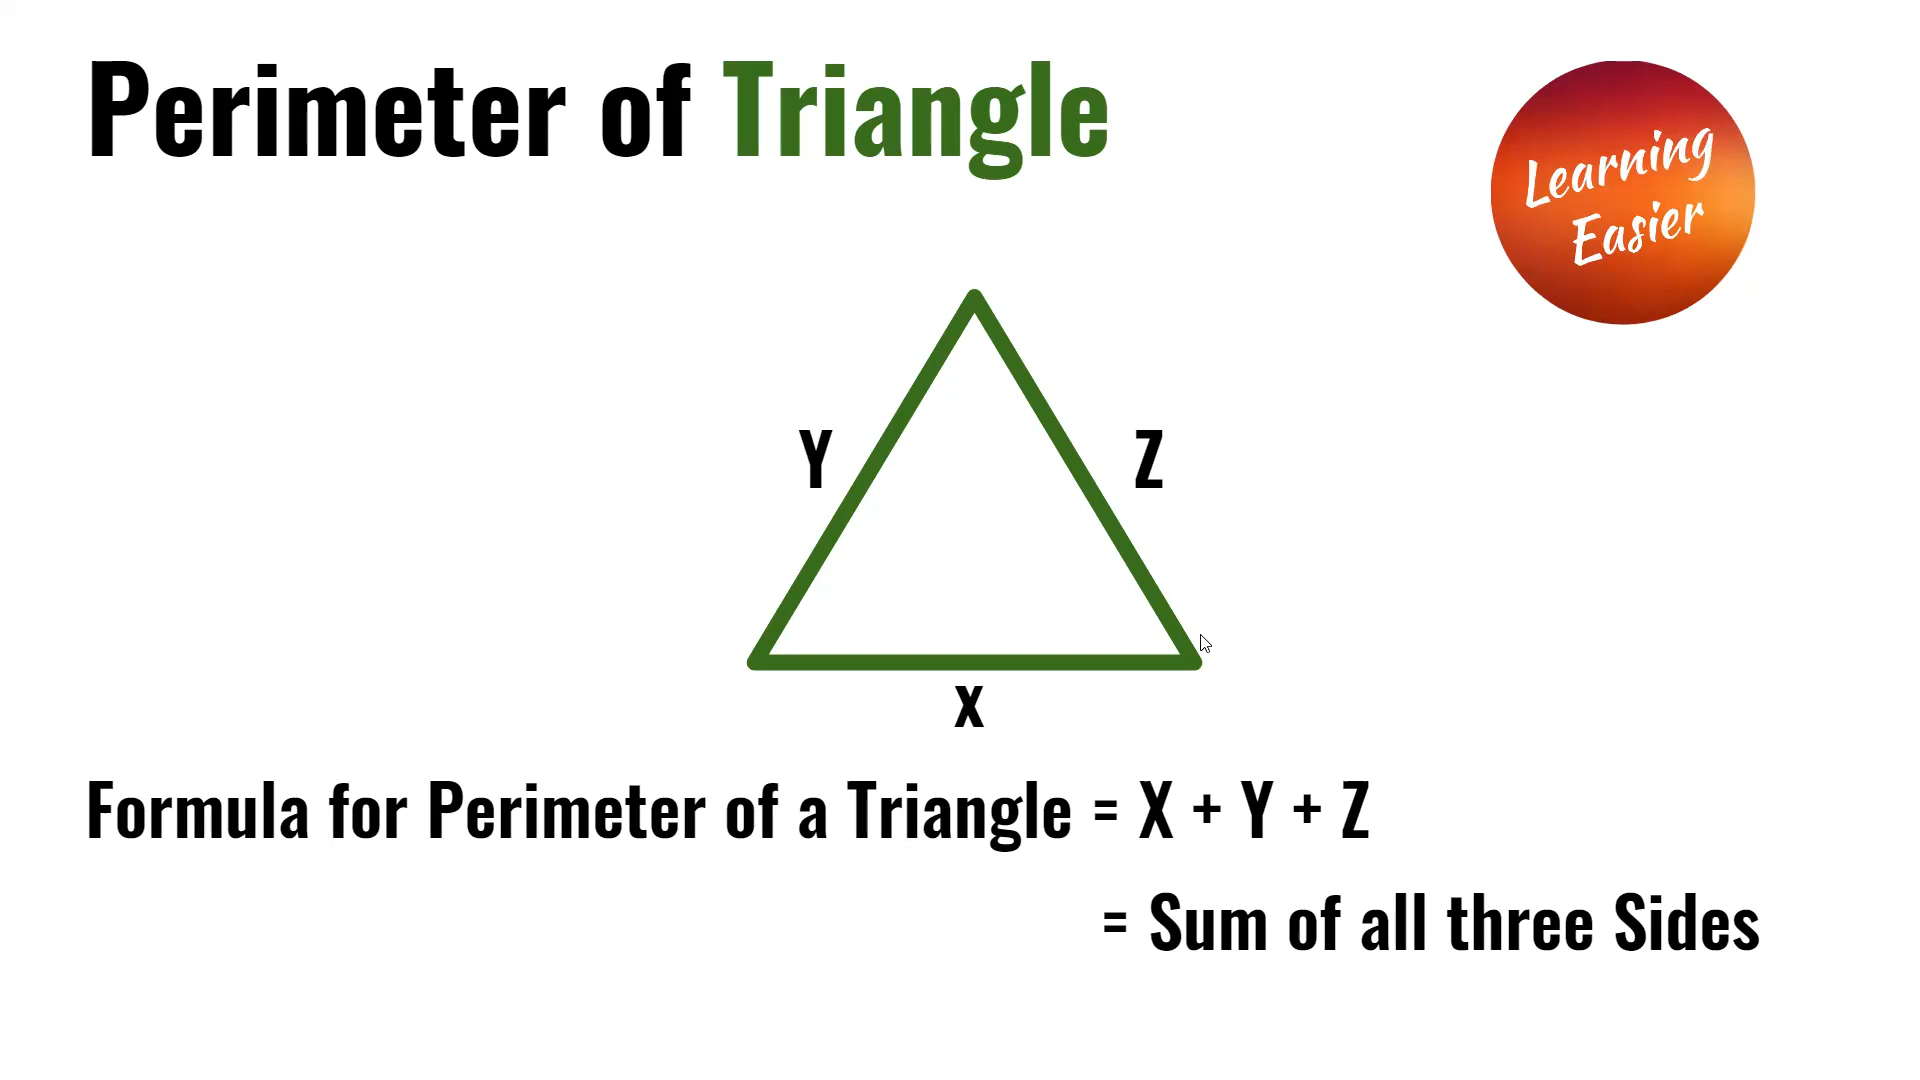 Perimeter of Triangle
Learning
Easier
Y
Z
x
Formula for Perimeter of a Triangle = X + Y + Z
= Sum of all three Sides